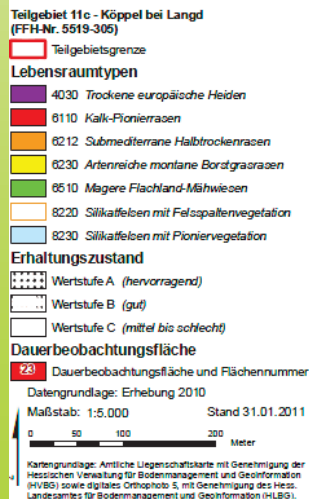 Teilgebiet 11c - Köppel bei Langd
(FFH-Nr. 5519-305)
Teilgebietsgrenze
Lebensraumtypen
4030 Trockene europäische Heiden
6110 Kalk-Pionierrasen
6212 Submediterrane Halbtrockenrasen
6230 Artenreiche montane Borstgrasrasen
6510 Magere Flachland-Mähwiesen
8220 Silikatfelsen mit Felsspaltenvegetation
8230 Silikatfelsen mit Pioniervegetation
Erhaltungszustand
Wertstufe A (hervorragend)
Wertstufe B (gut)
Wertstufe C (mittel bis schlecht)
Dauerbeobachtungsfläche
23 Dauerbeobachtungsfläche und Flächennummer
Datengrundlage: Erhebung 2010
Maßstab: 1:5.000 Stand 31.01.2011
0 50 100 200 Meter
Kartengrundlage: Amtliche Liegenschaftskarte mit Genehmigung der
Hessischen Verwaltung für Bodenmanagement und Geoinformation
(HVBG) sowie digitales Orthophoto 5, mit Genehmigung des Hess.
Landesamtes für Bodenmanagement und Geoinformation (HLBG).